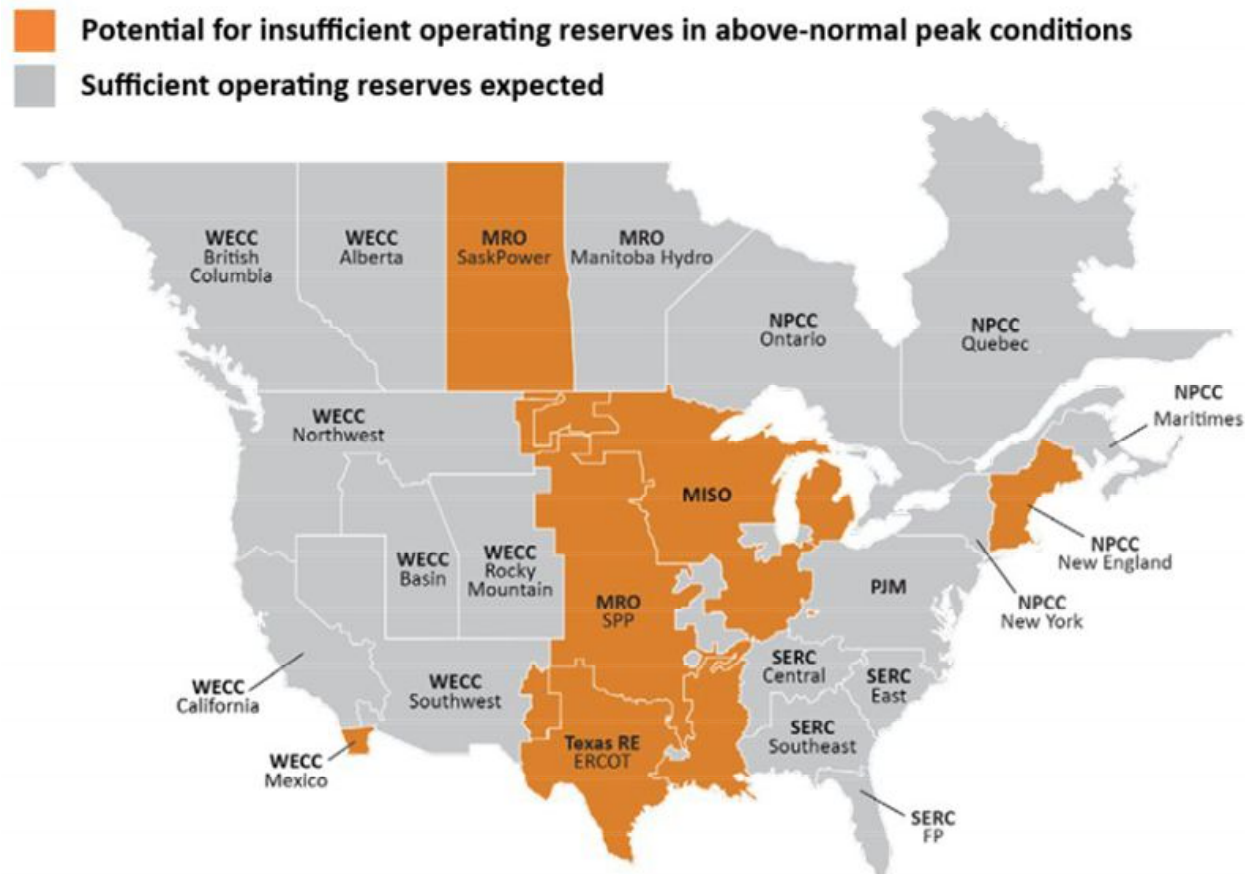 Potential for insufficient operating reserves in above-normal peak conditions
Sufficient operating reserves expected
WECC
British
Columbia
WECC
Alberta
MRO
SaskPower
MRO
Manitoba Hydro
NPCC
Ontario
NPCC
Quebec
NPCC
Maritimes
WECC
Northwest
MISO
NPCC
New England
WECC
Basin
WECC
Rocky
Mountain
MRO
SPP
PJM
NPCC
New York
WECC
California
WECC
Southwest
SERC
Central
SERC
East
WECC
Mexico
Texas RE
ERCOT
SERC
Southeast
SERC
FP